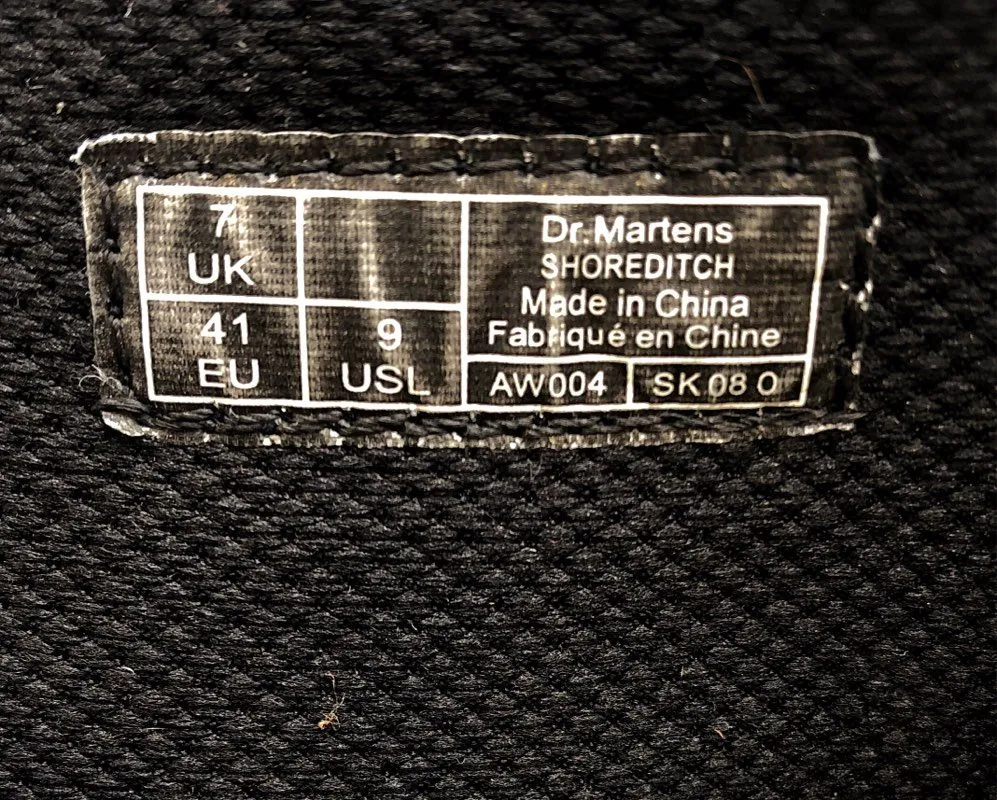 7
UK
41
EU
9
USL
Dr.Martens
SHOREDITCH
Made in China
Fabriqué en Chine
AW004
SK 08 O